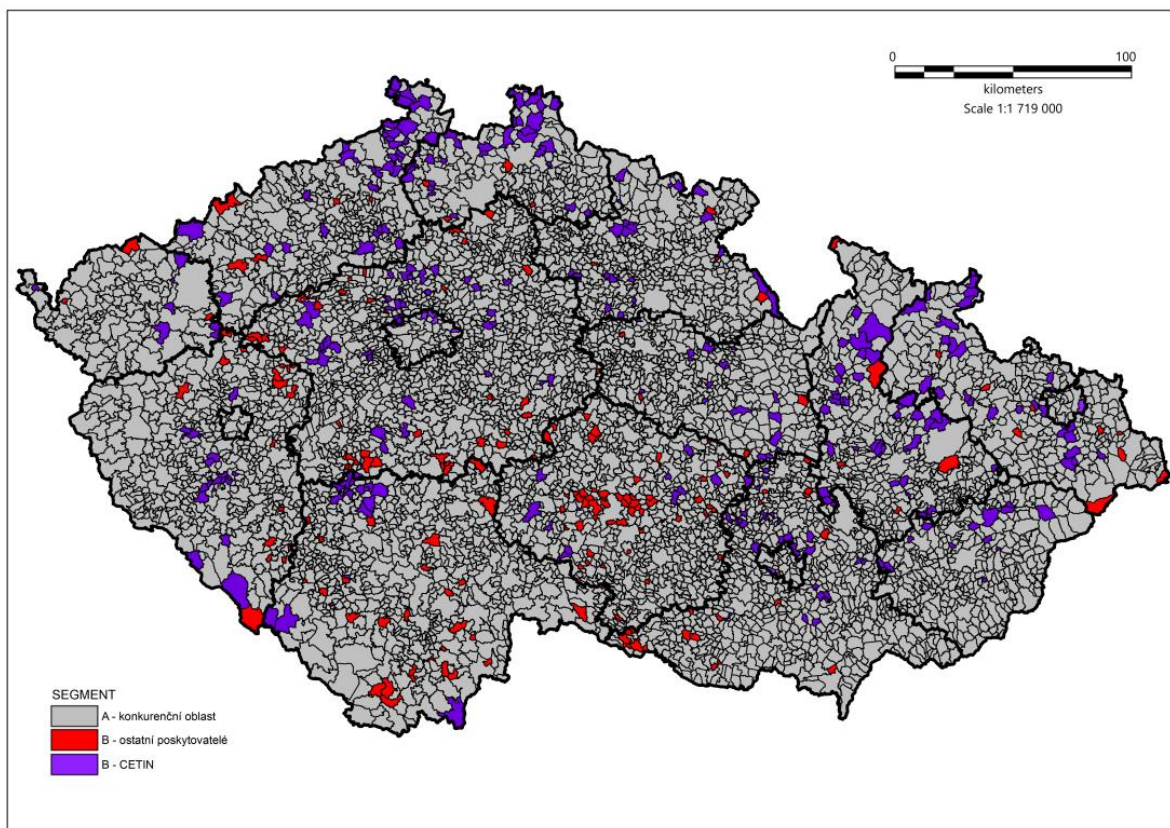 0 100
kilometers
Scale 1:1 719 000
SEGMENT
A - konkurenční oblast
B - ostatní poskytovatelé
B - CETIN